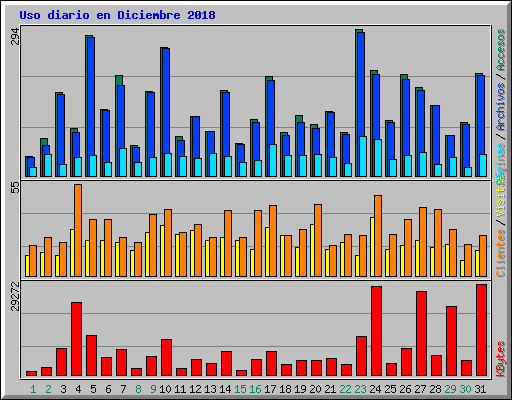 Uso diario en Diciembre 2018
294
55
29272
Clientes / Visitas
Páginas / Archivos / Accesos
KBytes
1 2 3 4 5 6 7 8 9 10 11 12 13 14 15 16 17 18 19 20 21 22 23 24 25 26 27 28 29 30 31